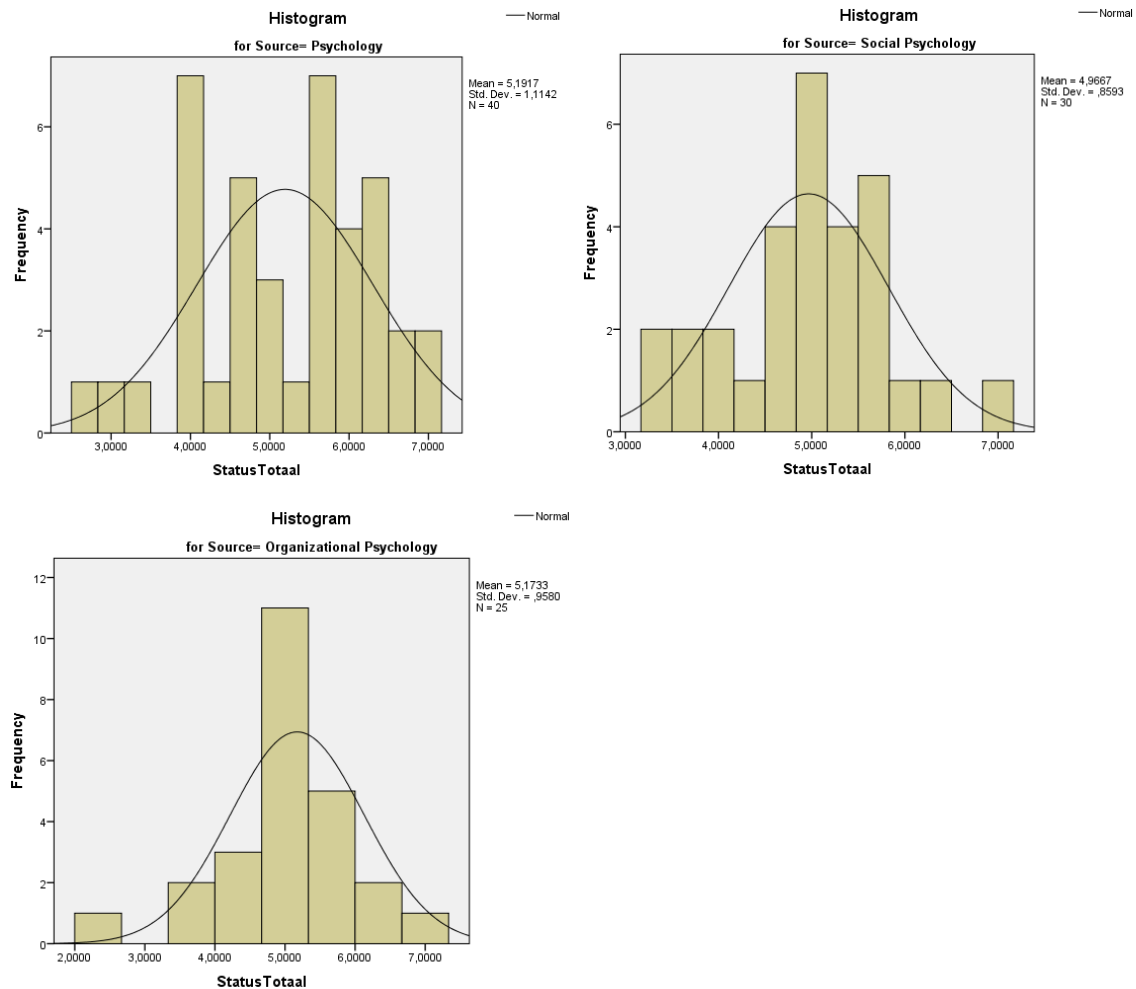 Histogram
Normal
for Source= Psychology
Mean = 5,1917
Std. Dev. = 1,1142
N = 40
Frequency
6
4
2
0
3,0000 4,0000 5,0000 6,0000 7,0000
StatusTotaal
Histogram
Normal
for Source= Social Psychology
Mean = 4,9667
Std. Dev. = ,8593
N = 30
Frequency
6
4
2
0
3,0000 4,0000 5,0000 6,0000 7,0000
StatusTotaal
Histogram
Normal
for Source= Organizational Psychology
Mean = 5,1733
Std. Dev. = ,9580
N = 25
Frequency
12
10
8
6
4
2
0
2,0000 3,0000 4,0000 5,0000 6,0000 7,0000
StatusTotaal